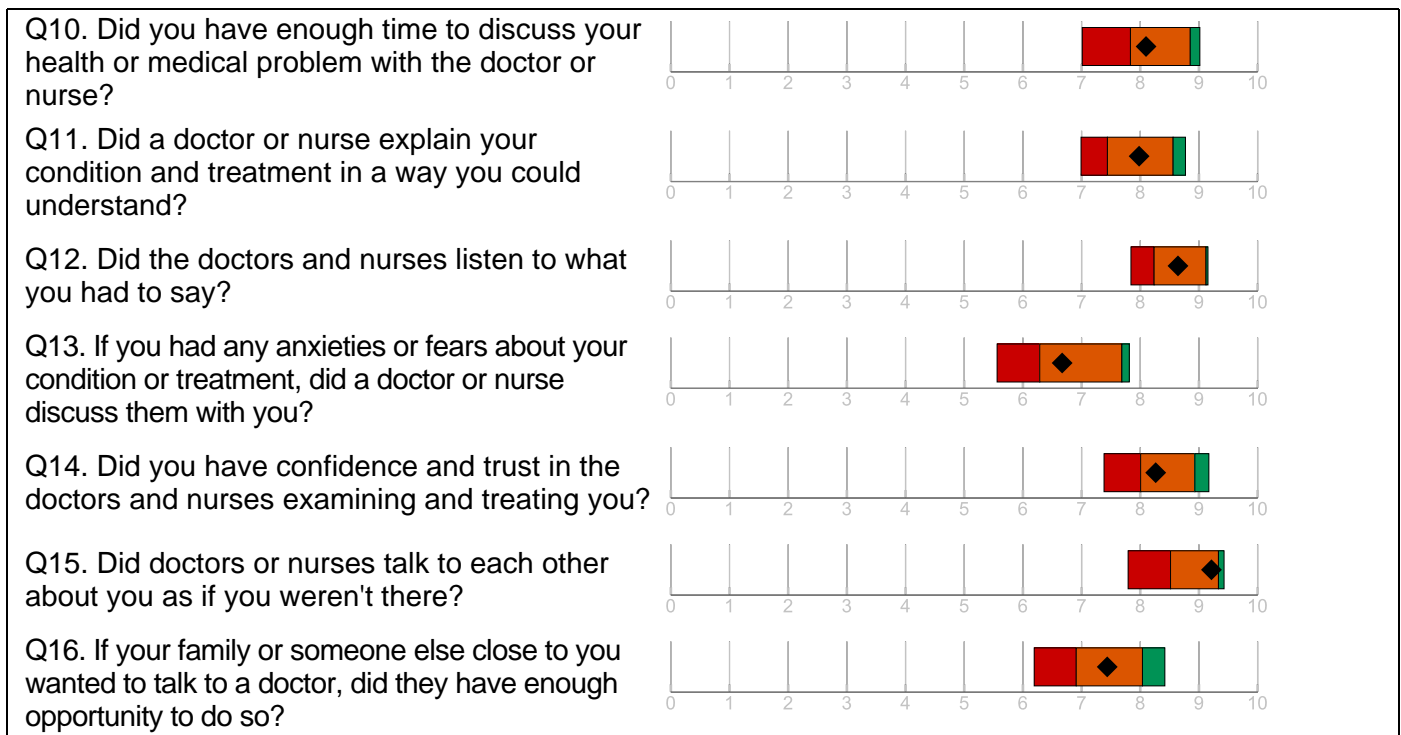 Q10. Did you have enough time to discuss your
health or medical problem with the doctor or
nurse?
0 1 2 3 4 5 6 7 8 9 10
Q11. Did a doctor or nurse explain your
condition and treatment in a way you could
understand?
0 1 2 3 4 5 6 7 8 9 10
Q12. Did the doctors and nurses listen to what
you had to say?
0 1 2 3 4 5 6 7 8 9 10
Q13. If you had any anxieties or fears about your
condition or treatment, did a doctor or nurse
discuss them with you?
0 1 2 3 4 5 6 7 8 9 10
Q14. Did you have confidence and trust in the
doctors and nurses examining and treating you?
0 1 2 3 4 5 6 7 8 9 10
Q15. Did doctors or nurses talk to each other
about you as if you weren't there?
0 1 2 3 4 5 6 7 8 9 10
Q16. If your family or someone else close to you
wanted to talk to a doctor, did they have enough
opportunity to do so?
0 1 2 3 4 5 6 7 8 9 10